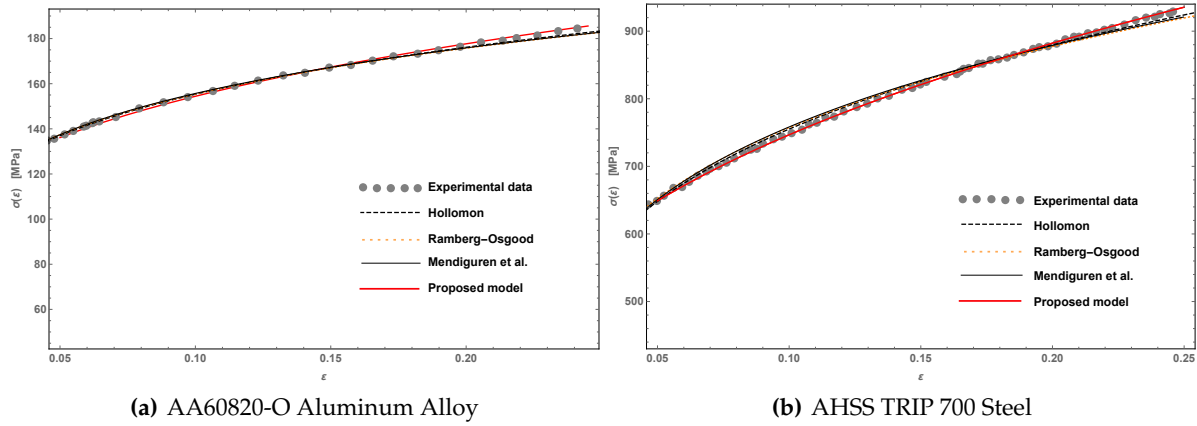 180
160
140
120
100
80
60
σ(ε) [MPa]
0.05
0.10
0.15
0.20
ε
Experimental data
Hollomon
Ramberg–Osgood
Mendiguren et al.
Proposed model
(a) AA60820-O Aluminum Alloy
900
800
700
600
500
σ(ε) [MPa]
0.05
0.10
0.15
0.20
0.25
ε
Experimental data
Hollomon
Ramberg–Osgood
Mendiguren et al.
Proposed model
(b) AHSS TRIP 700 Steel